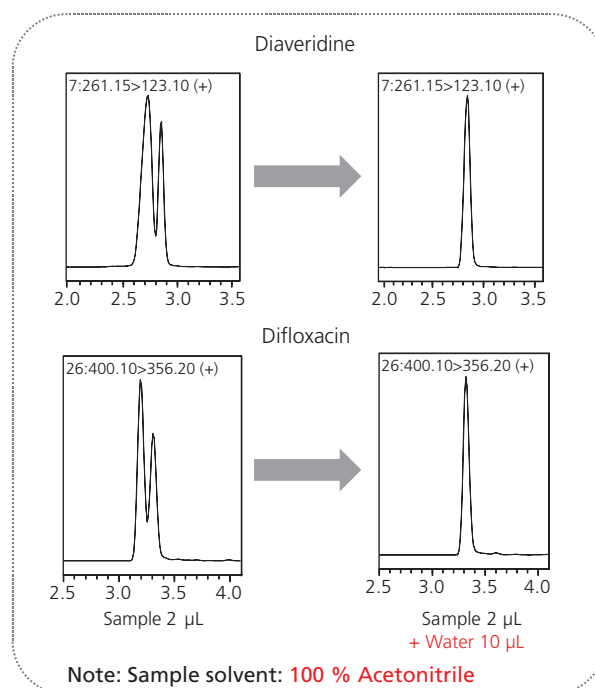 Diaveridine
7:261.15>123.10 (+)
7:261.15>123.10 (+)
2.0 2.5 3.0 3.5
2.0 2.5 3.0 3.5
Difloxacin
26:400.10>356.20 (+)
26:400.10>356.20 (+)
2.5 3.0 3.5 4.0
2.5 3.0 3.5 4.0
Sample 2 µL
Sample 2 µL
+ Water 10 µL
Note: Sample solvent: 100 % Acetonitrile